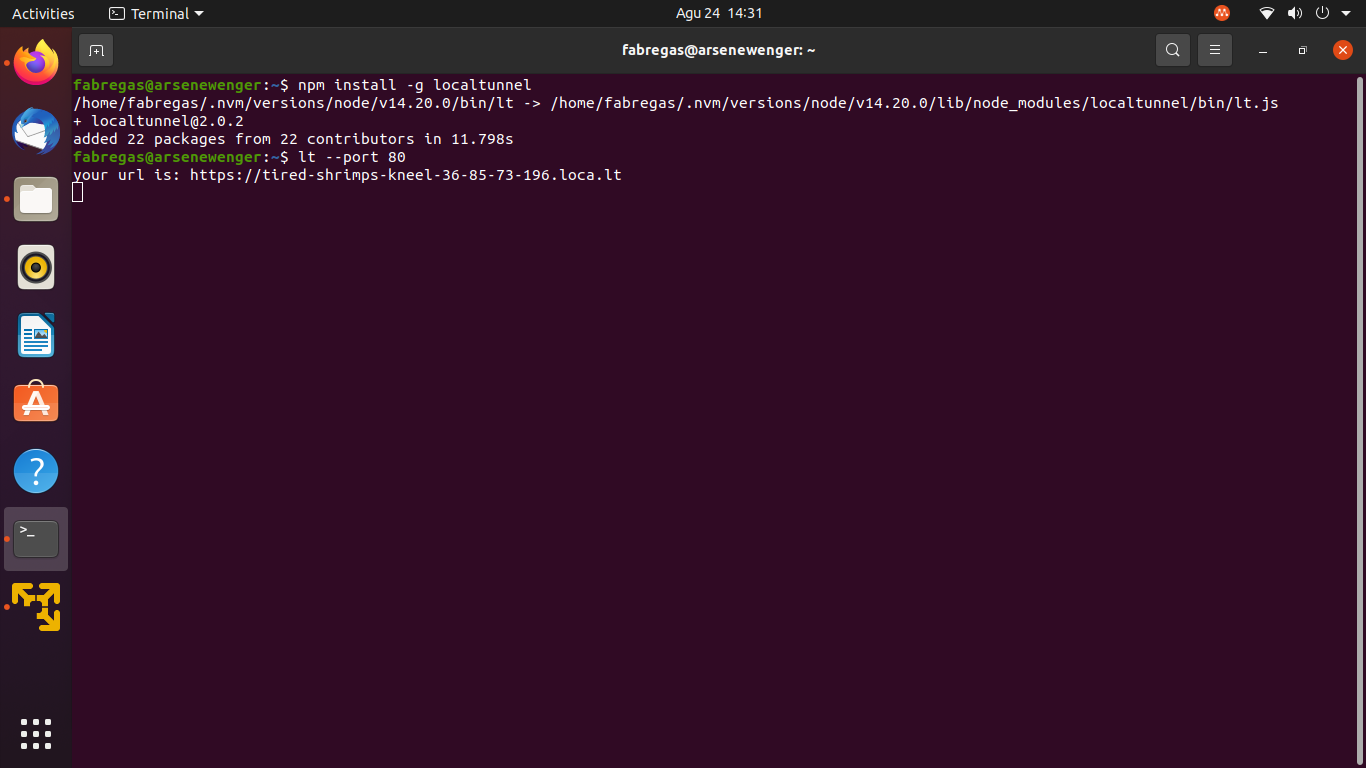 Activities Terminal Agu 24 14:31
fabregas@arsenewenger: ~
fabregas@arsenewenger:~$ npm install -g localtunnel
/home/fabregas/.nvm/versions/node/v14.20.0/bin/lt -> /home/fabregas/.nvm/versions/node/v14.20.0/lib/node_modules/localtunnel/bin/lt.js
+ localtunnel@2.0.2
added 22 packages from 22 contributors in 11.798s
fabregas@arsenewenger:~$ lt --port 80
your url is: https://tired-shrimps-kneel-36-85-73-196.loca.lt